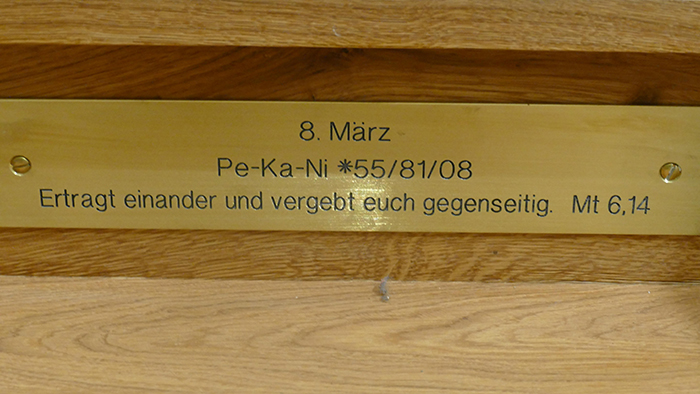 8. März
Pe-Ka-Ni *55/81/08
Ertragt einander und vergebt euch gegenseitig. Mt 6,14